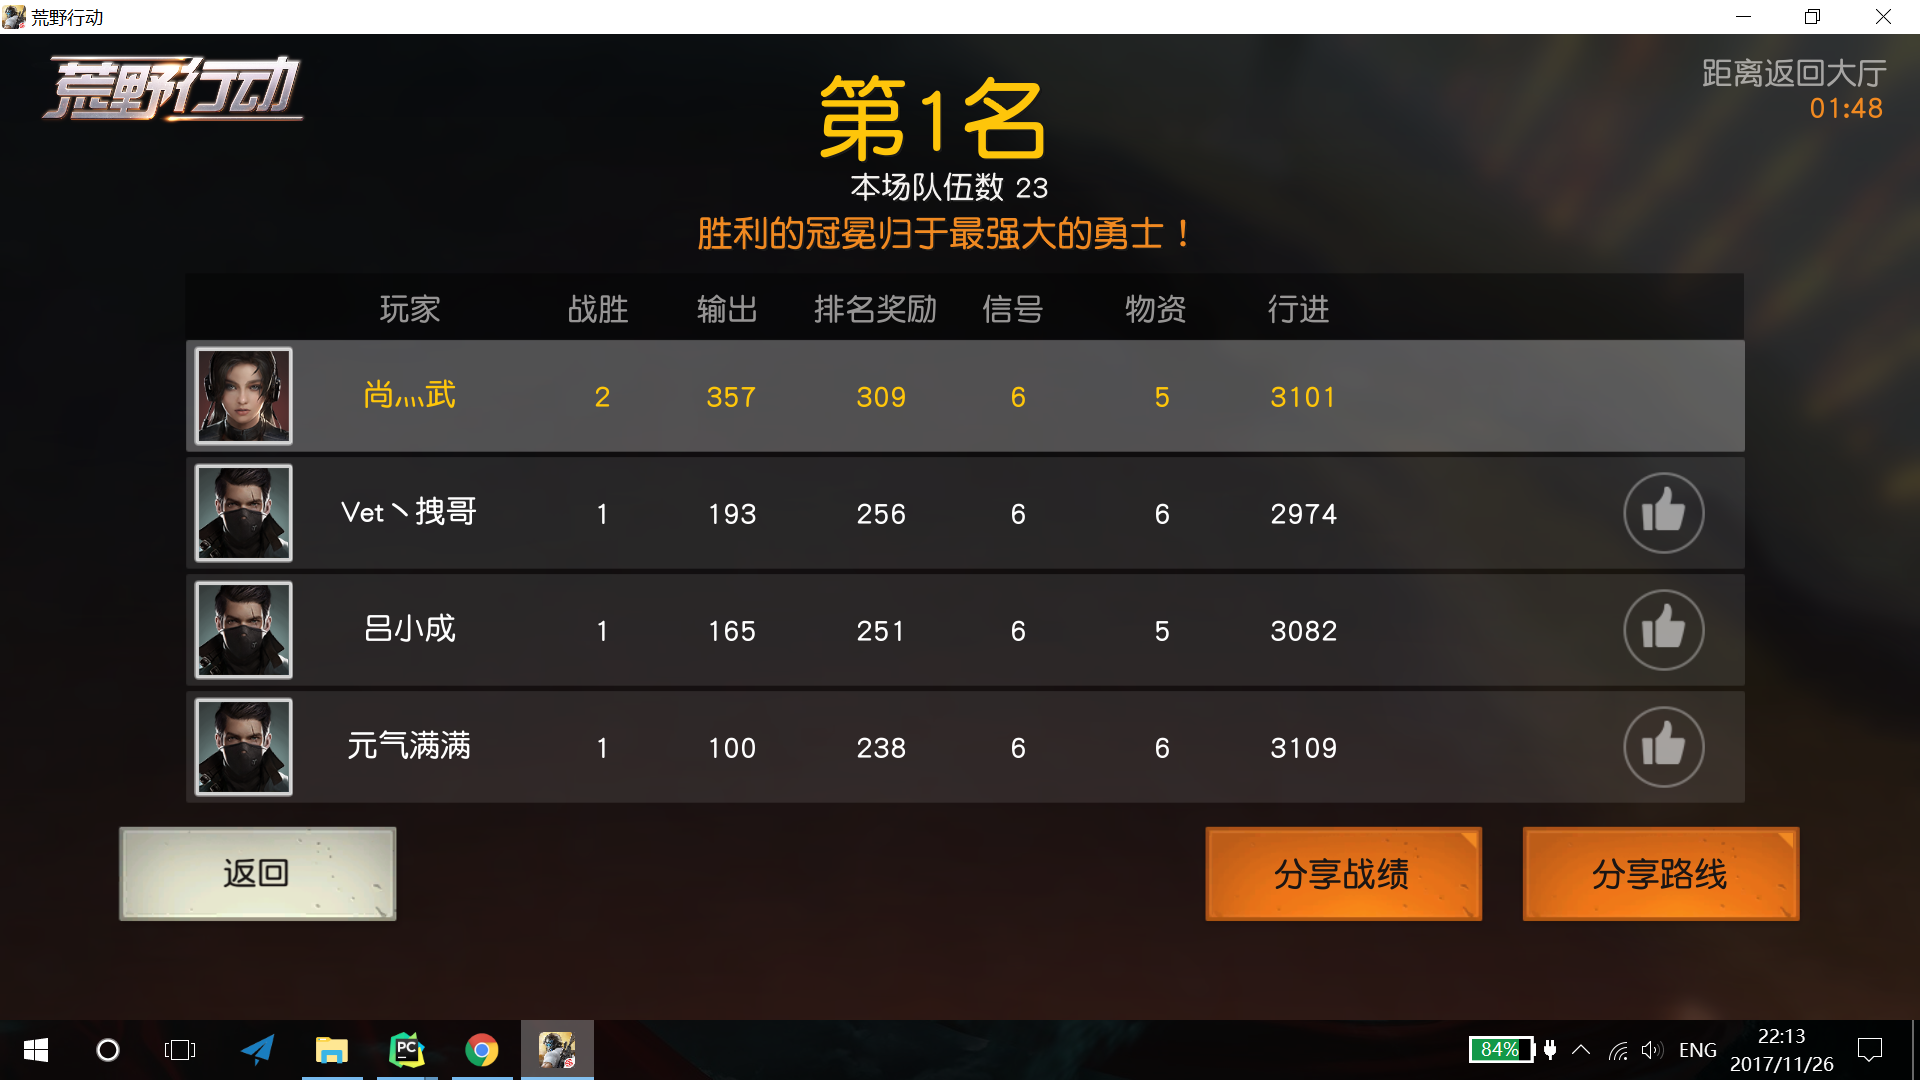 荒野行动
荒野行动
距离返回大厅
01:48
第1名
本场队伍数 23
胜利的冠冕归于最强大的勇士！
玩家 战胜 输出 排名奖励 信号 物资 行进
尚灬武 2 357 309 6 5 3101
Vet丶拽哥 1 193 256 6 6 2974
吕小成 1 165 251 6 5 3082
元气满满 1 100 238 6 6 3109
返回 分享战绩 分享路线
PC
84% ENG 22:13
2017/11/26